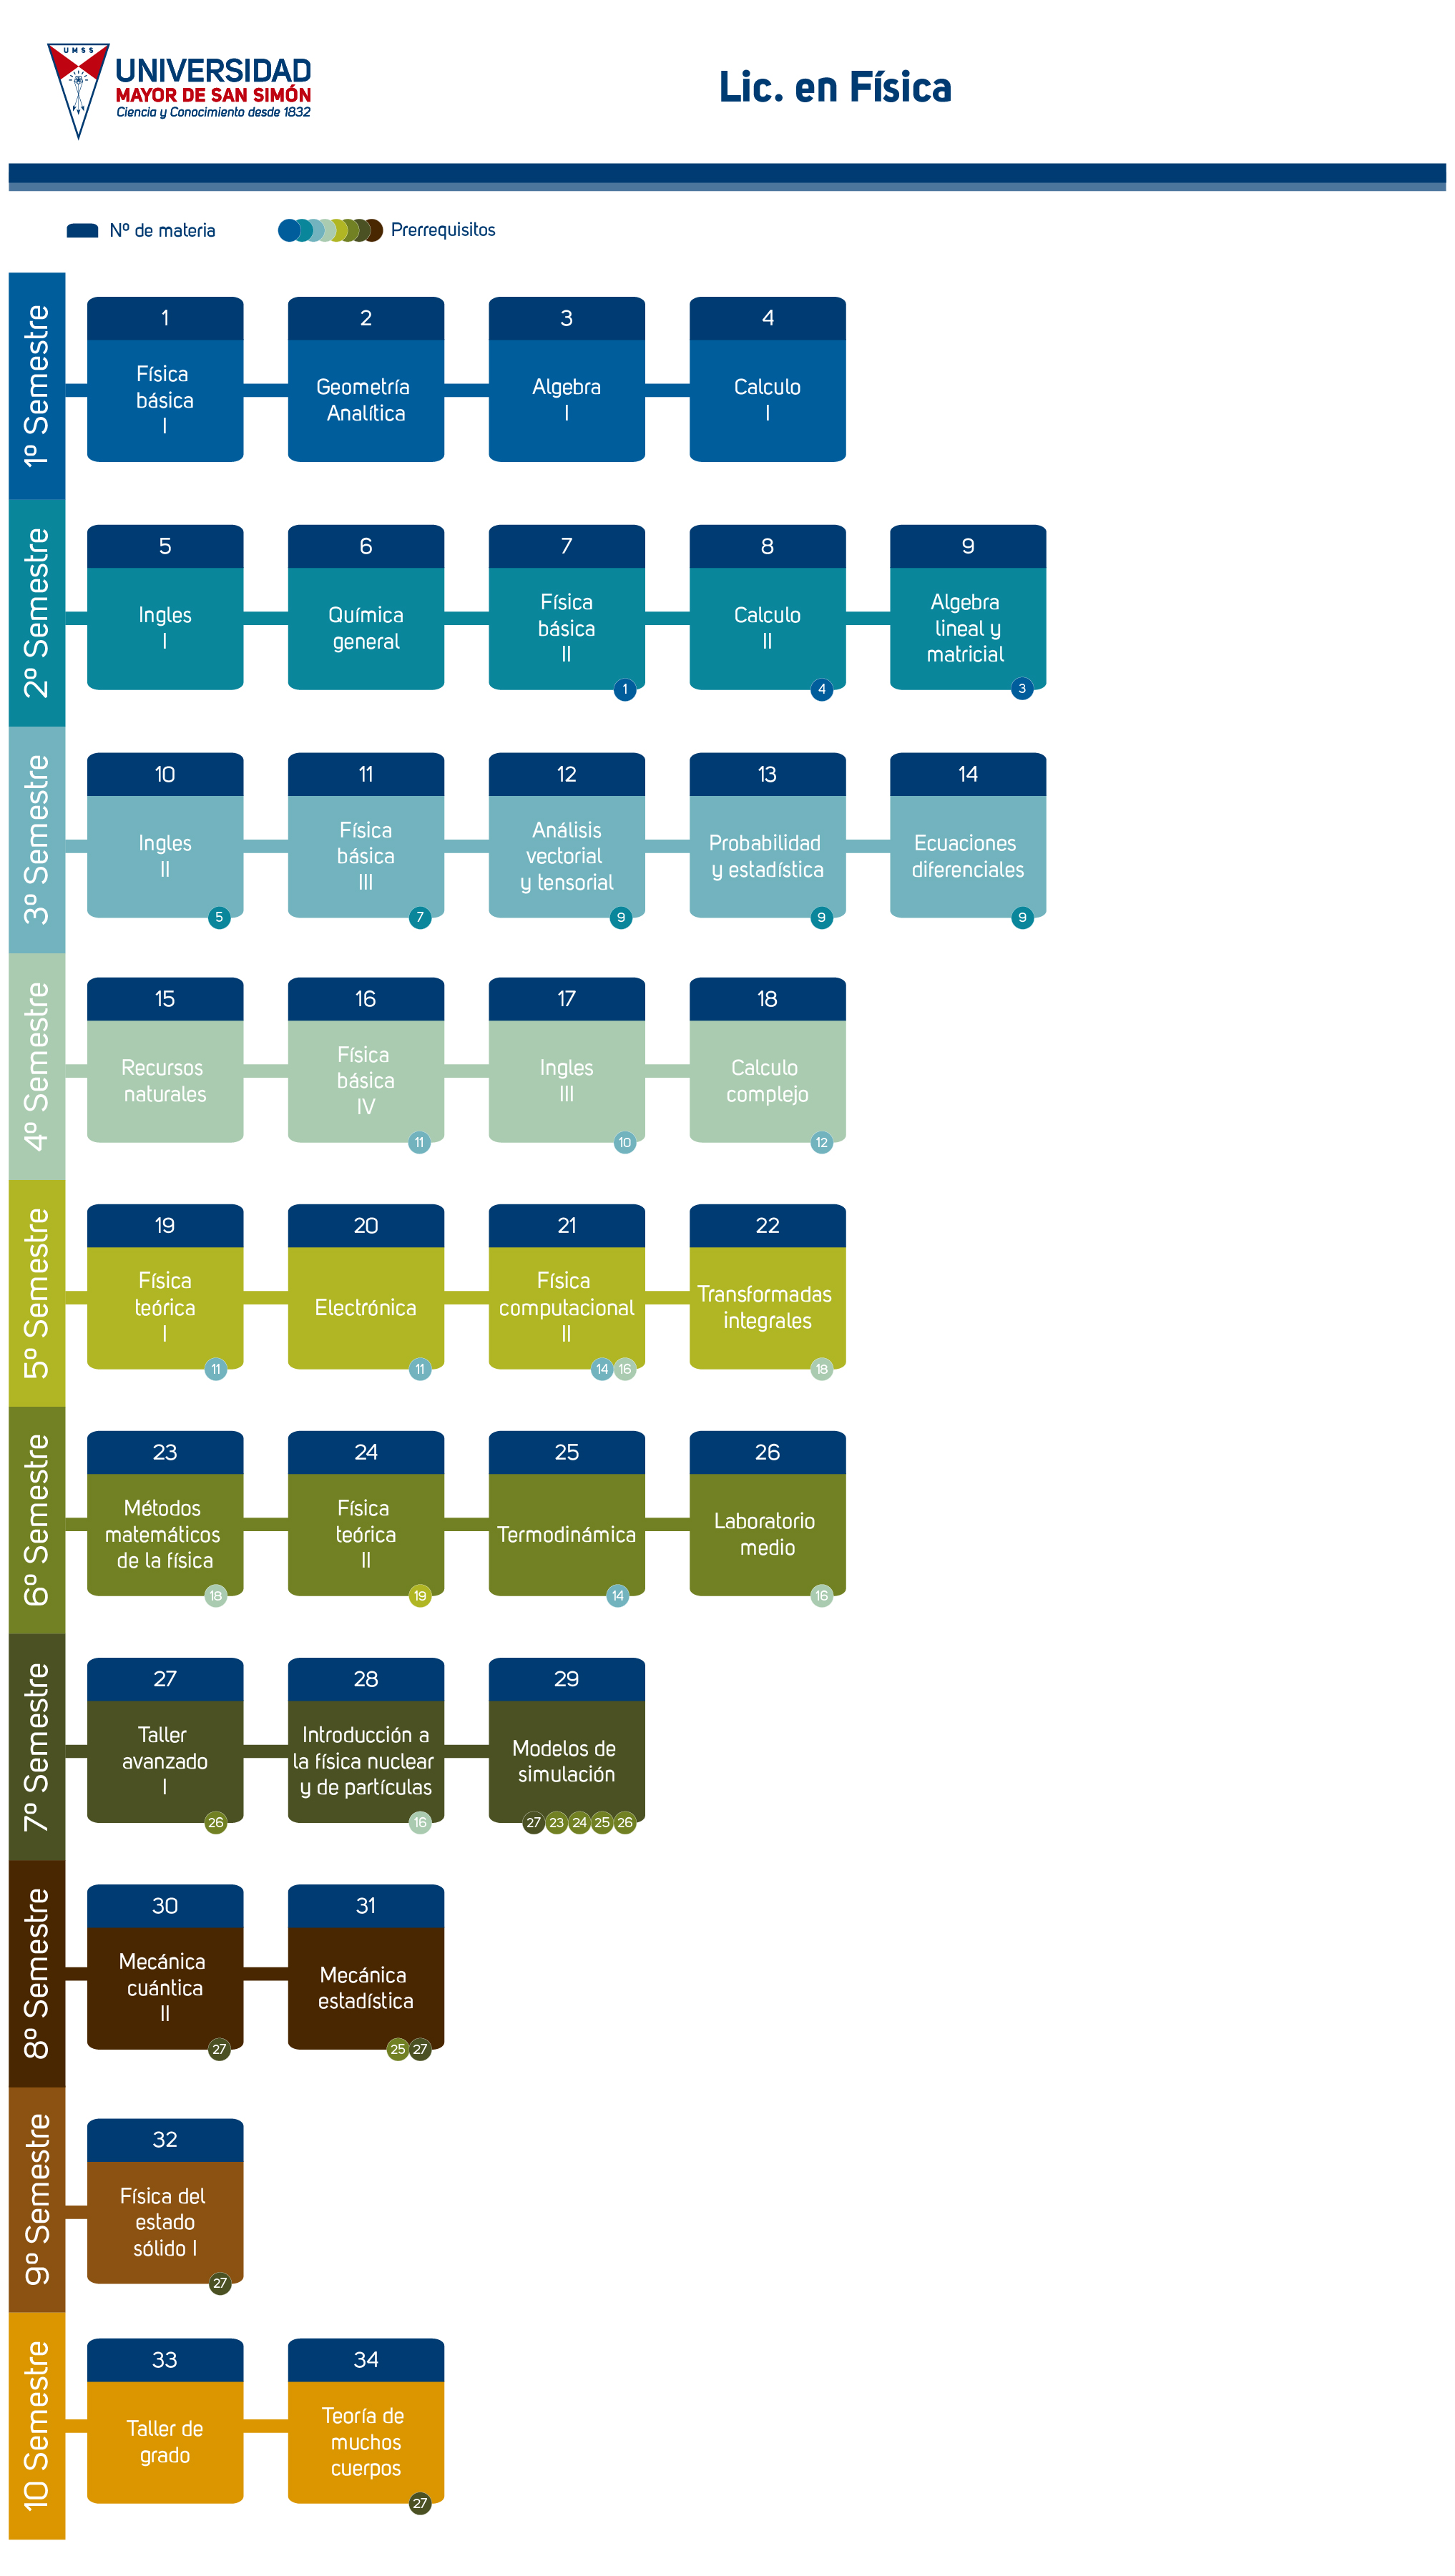 UMSS
UNIVERSIDAD
MAYOR DE SAN SIMÓN
Ciencia y Conocimiento desde 1832
Lic. en Física
Nº de materia
Prerrequisitos
1º Semestre
1
Física
básica
I
2
Geometría
Analítica
3
Algebra
I
4
Calculo
I
2º Semestre
5
Ingles
I
6
Química
general
7
Física
básica
II
1
8
Calculo
II
4
9
Algebra
lineal y
matricial
3
3º Semestre
10
Ingles
II
5
11
Física
básica
III
7
12
Análisis
vectorial
y tensorial
9
13
Probabilidad
y estadística
9
14
Ecuaciones
diferenciales
9
4º Semestre
15
Recursos
naturales
16
Física
básica
IV
11
17
Ingles
III
10
18
Calculo
complejo
12
5º Semestre
19
Física
teórica
I
11
20
Electrónica
11
21
Física
computacional
II
14 16
22
Transformadas
integrales
18
6º Semestre
23
Métodos
matemáticos
de la física
18
24
Física
teórica
II
19
25
Termodinámica
14
26
Laboratorio
medio
16
7º Semestre
27
Taller
avanzado
I
26
28
Introducción a
la física nuclear
y de partículas
16
29
Modelos de
simulación
27 23 24 25 26
8º Semestre
30
Mecánica
cuántica
II
27
31
Mecánica
estadística
25 27
9º Semestre
32
Física del
estado
sólido I
27
10 Semestre
33
Taller de
grado
34
Teoría de
muchos
cuerpos
27